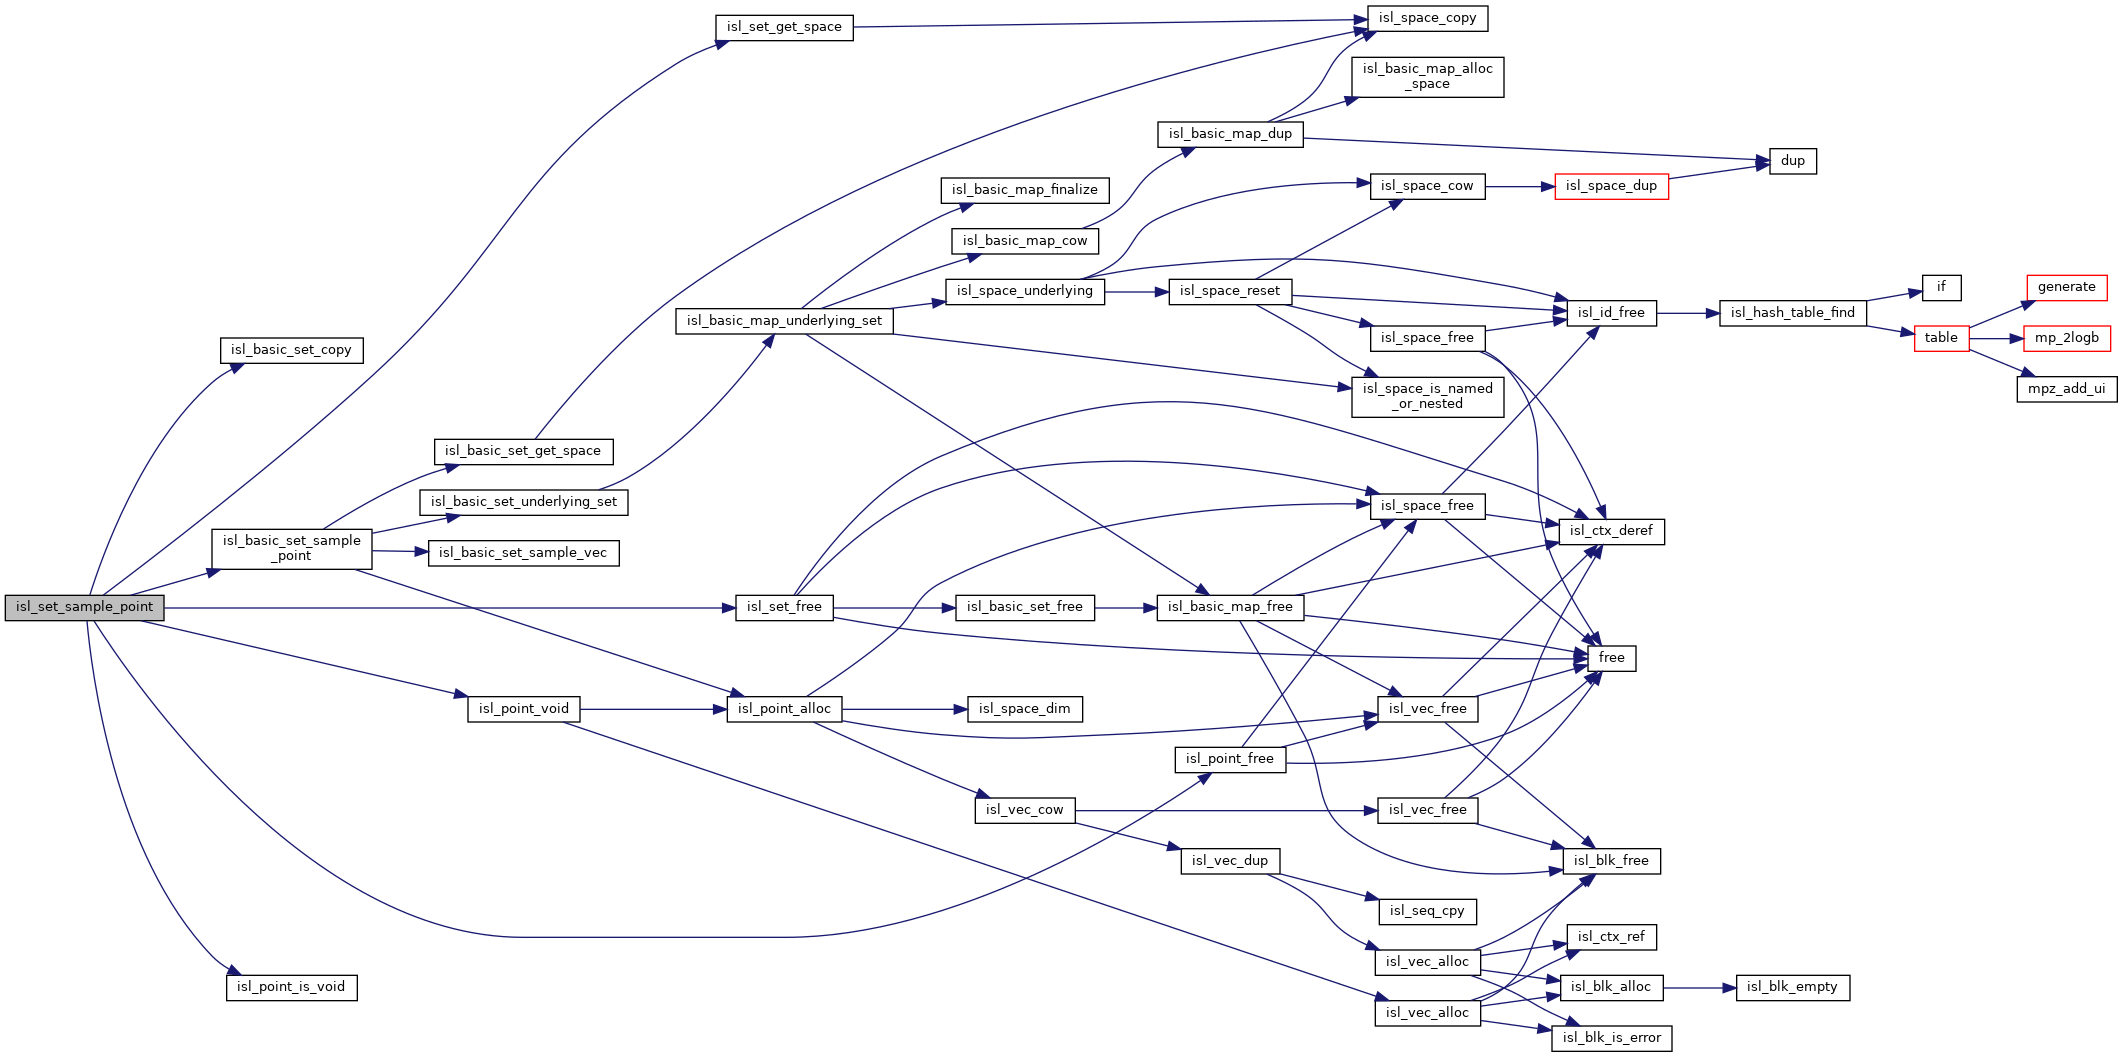 isl_set_get_space
isl_space_copy
isl_basic_map_alloc
_space
isl_basic_map_dup
dup
isl_basic_map_finalize
isl_space_cow
isl_space_dup
isl_basic_map_cow
isl_space_underlying
isl_space_reset
if
generate
isl_basic_map_underlying_set
isl_id_free
isl_hash_table_find
isl_space_free
table
mp_2logb
isl_basic_set_copy
isl_space_is_named
_or_nested
mpz_add_ui
isl_basic_set_get_space
isl_basic_set_underlying_set
isl_space_free
isl_ctx_deref
isl_basic_set_sample
_point
isl_basic_set_sample_vec
isl_set_sample_point
isl_set_free
isl_basic_set_free
isl_basic_map_free
free
isl_point_void
isl_point_alloc
isl_space_dim
isl_vec_free
isl_point_free
isl_vec_cow
isl_vec_free
isl_vec_dup
isl_blk_free
isl_seq_cpy
isl_ctx_ref
isl_vec_alloc
isl_point_is_void
isl_blk_alloc
isl_blk_empty
isl_vec_alloc
isl_blk_is_error